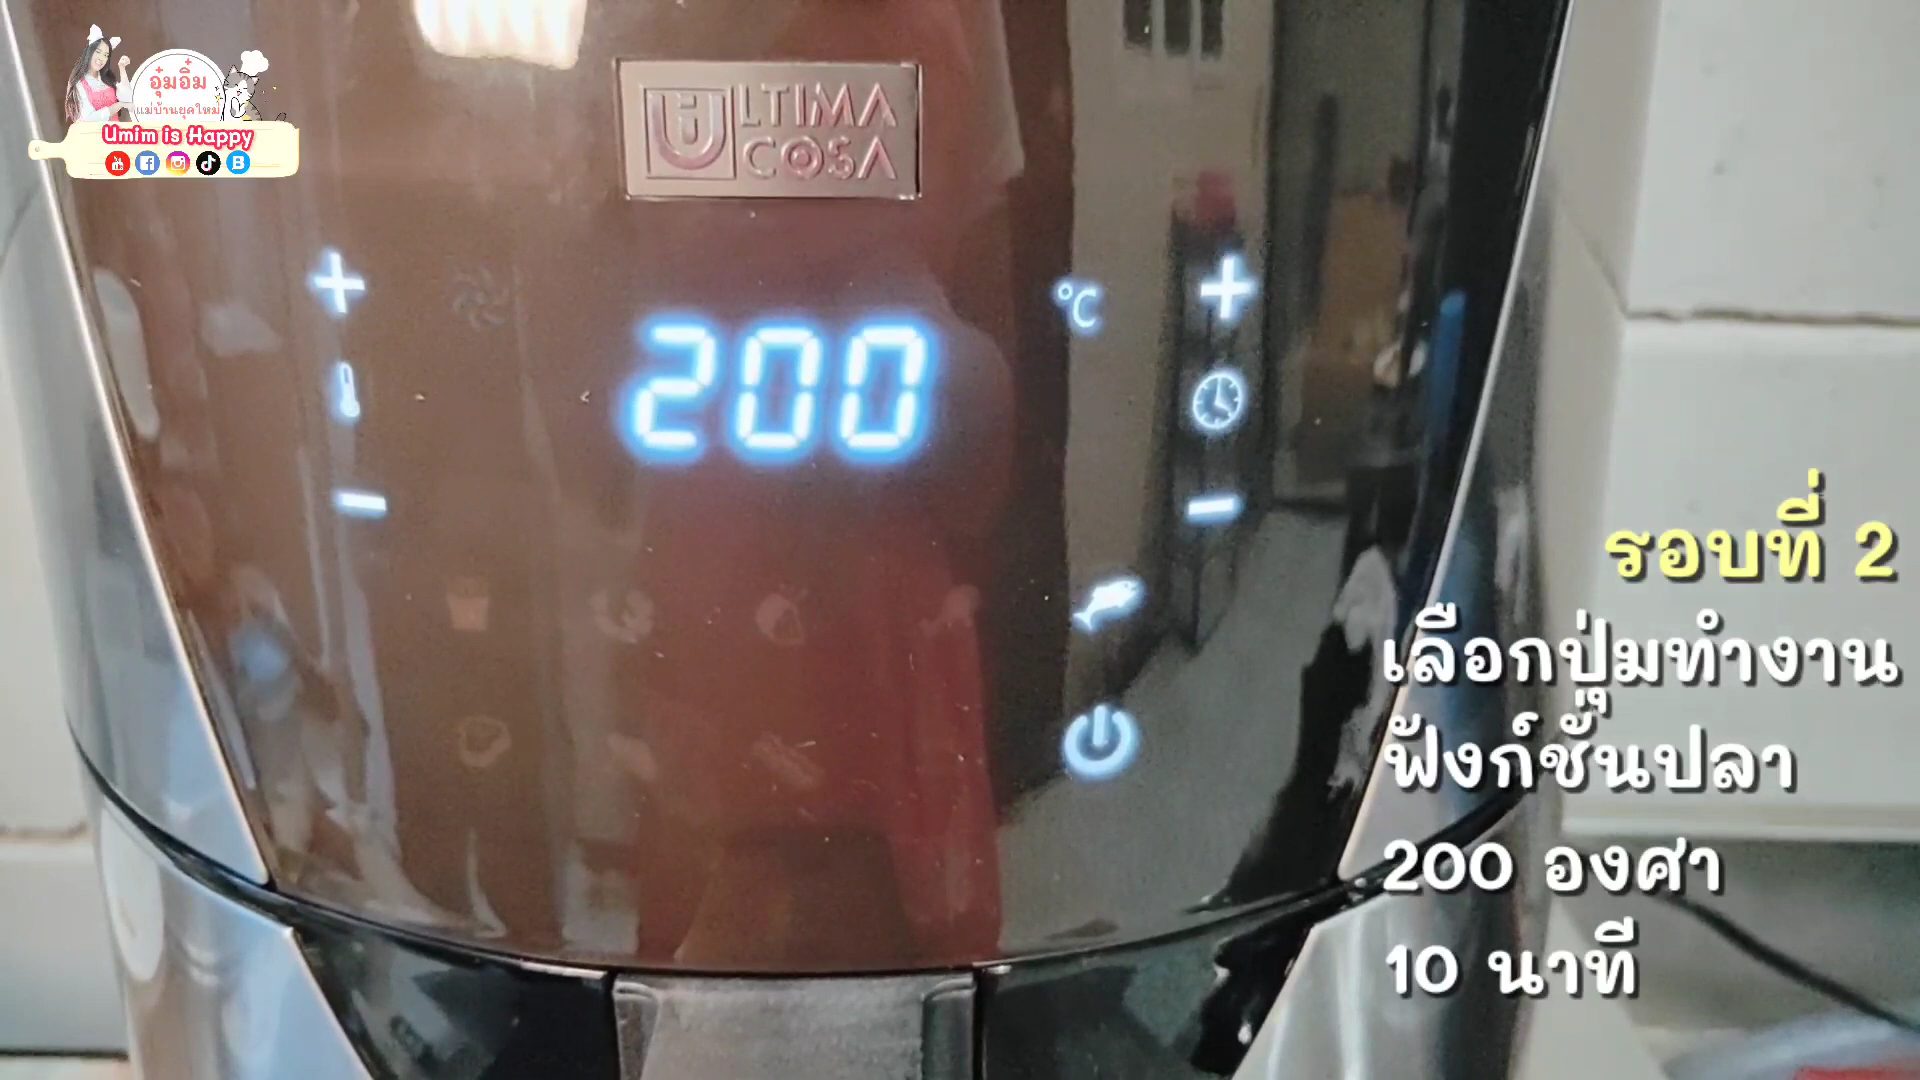 อุ๋มอิ๋ม
แม่บ้านยุคใหม่
Umim is Happy
ULTIMA
COSA
200
°C
รอบที่ 2
เลือกปุ่มทำงาน
ฟังก์ชั่นปลา
200 องศา
10 นาที